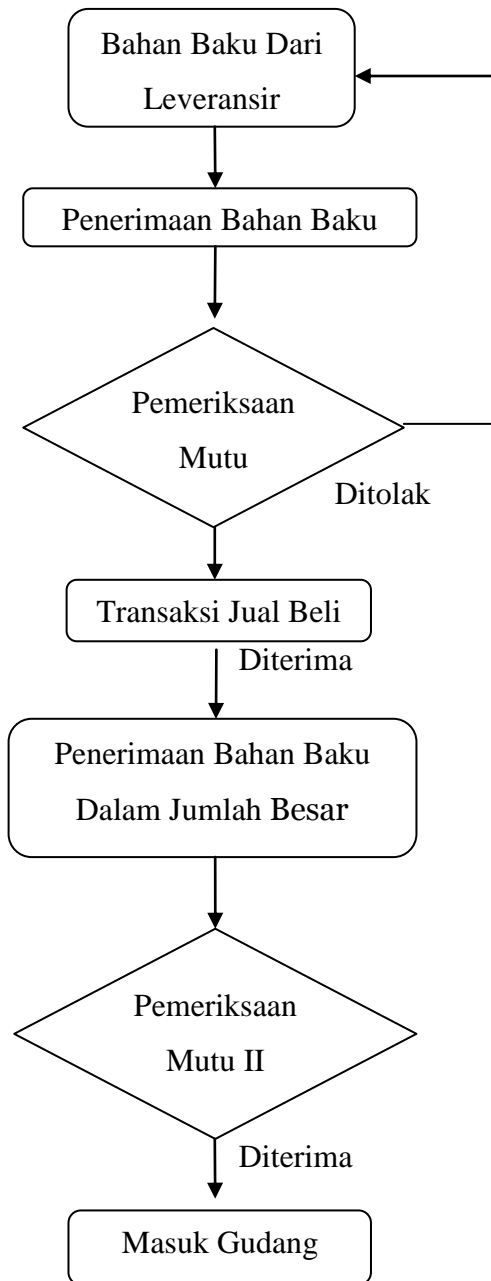 Bahan Baku Dari
Leveransir
Penerimaan Bahan Baku
Pemeriksaan
Mutu
Ditolak
Transaksi Jual Beli
Diterima
Penerimaan Bahan Baku
Dalam Jumlah Besar
Pemeriksaan
Mutu II
Diterima
Masuk Gudang